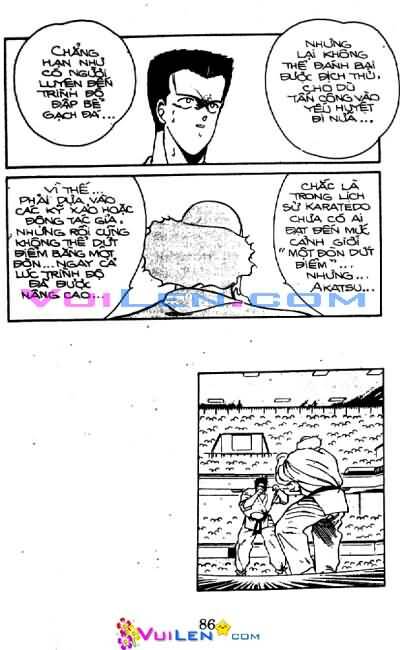 CHẲNG
HẠN NHƯ
CÓ NGƯỜI
LUYỆN ĐẾN
TRÌNH ĐỘ
ĐẬP BỂ
GẠCH ĐÁ...
NHƯNG
LẠI KHÔNG
THỂ ĐÁNH BẠI
ĐƯỢC ĐỊCH THỦ,
CHO DÙ
TẤN CÔNG VÀO
YẾU HUYỆT
ĐI NỮA...
VÌ THẾ...
PHẢI DỰA VÀO
CÁC KỸ XẢO HOẶC
ĐỘNG TÁC GIẢ,
NHƯNG RỒI CŨNG
KHÔNG THỂ DỨT
ĐIỂM BẰNG MỘT
ĐÒN... NGAY CẢ
LÚC TRÌNH ĐỘ
ĐÃ ĐƯỢC
NÂNG CAO...
CHẮC LÀ
TRONG LỊCH
SỬ KARATEDO
CHƯA CÓ AI
ĐẠT ĐẾN MỨC
CẢNH GIỚI
"MỘT ĐÒN DỨT
ĐIỂM"...
NHƯNG...
AKATSU...
VUILEN.COM
86
VUILEN.COM